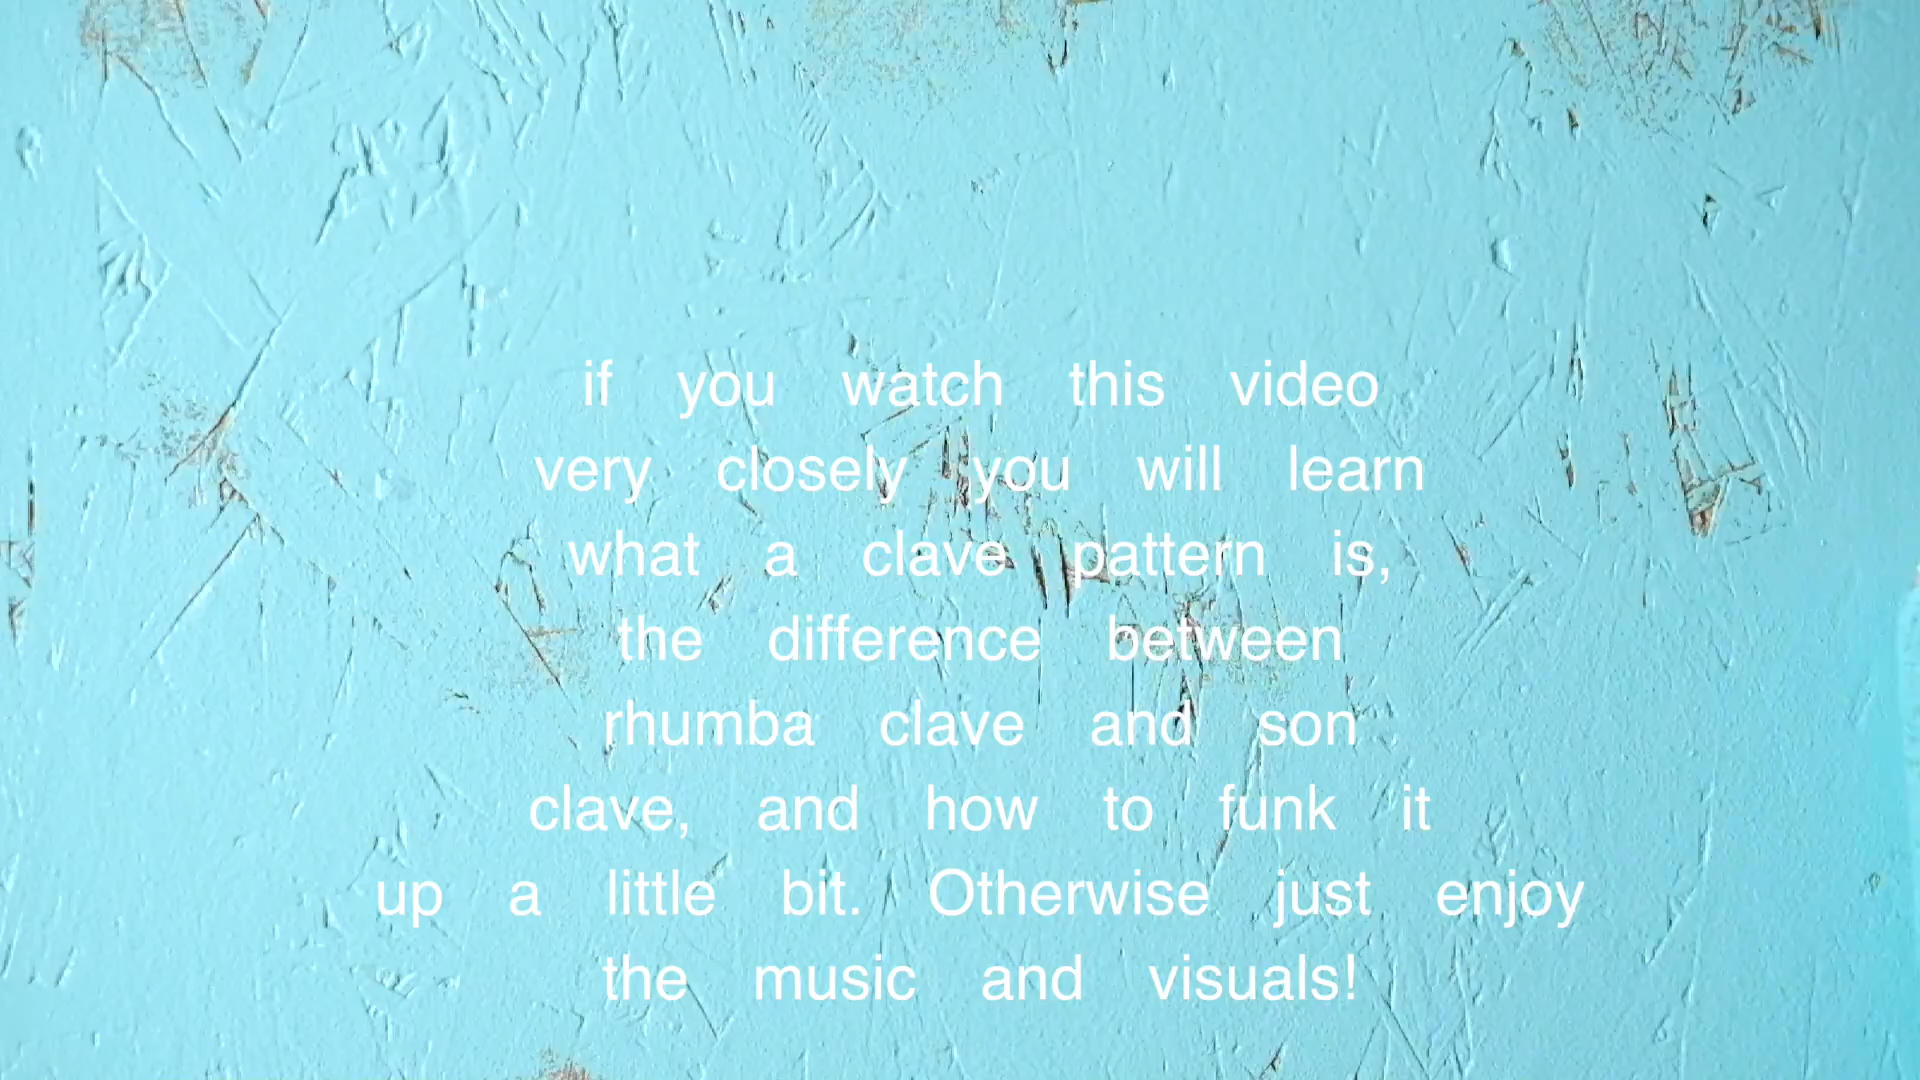 if you watch this video
very closely you will learn
what a clave pattern is,
the difference between
rhumba clave and son
clave, and how to funk it
up a little bit. Otherwise just enjoy
the music and visuals!